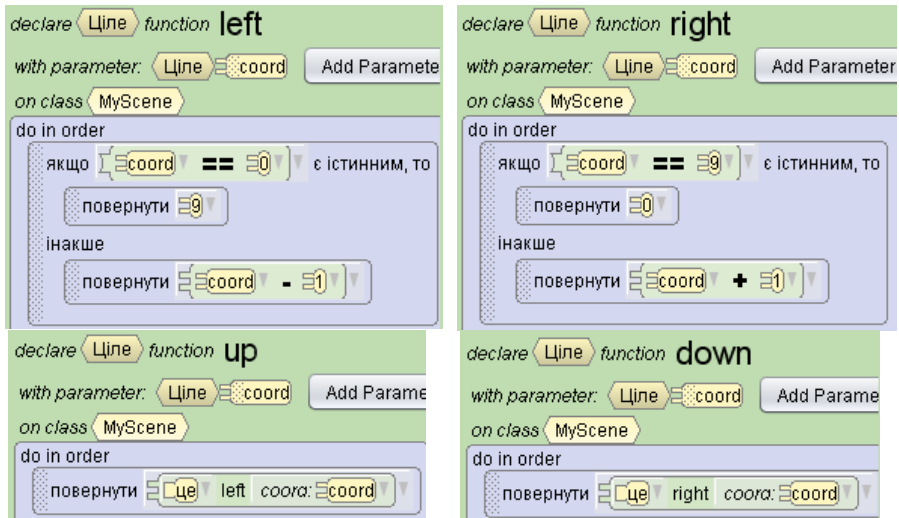 declare Ціле function left
with parameter: Ціле coord Add Paramete
on class MyScene
do in order
якщо coord == 0 є істинним, то
повернути 9
інакше
повернути coord - 1
declare Ціле function right
with parameter: Ціле coord Add Parameter
on class MyScene
do in order
якщо coord == 9 є істинним, то
повернути 0
інакше
повернути coord + 1
declare Ціле function up
with parameter: Ціле coord Add Parame
on class MyScene
do in order
повернути це left coora: coord
declare Ціле function down
with parameter: Ціле coord Add Parame
on class MyScene
do in order
повернути це right coora: coord